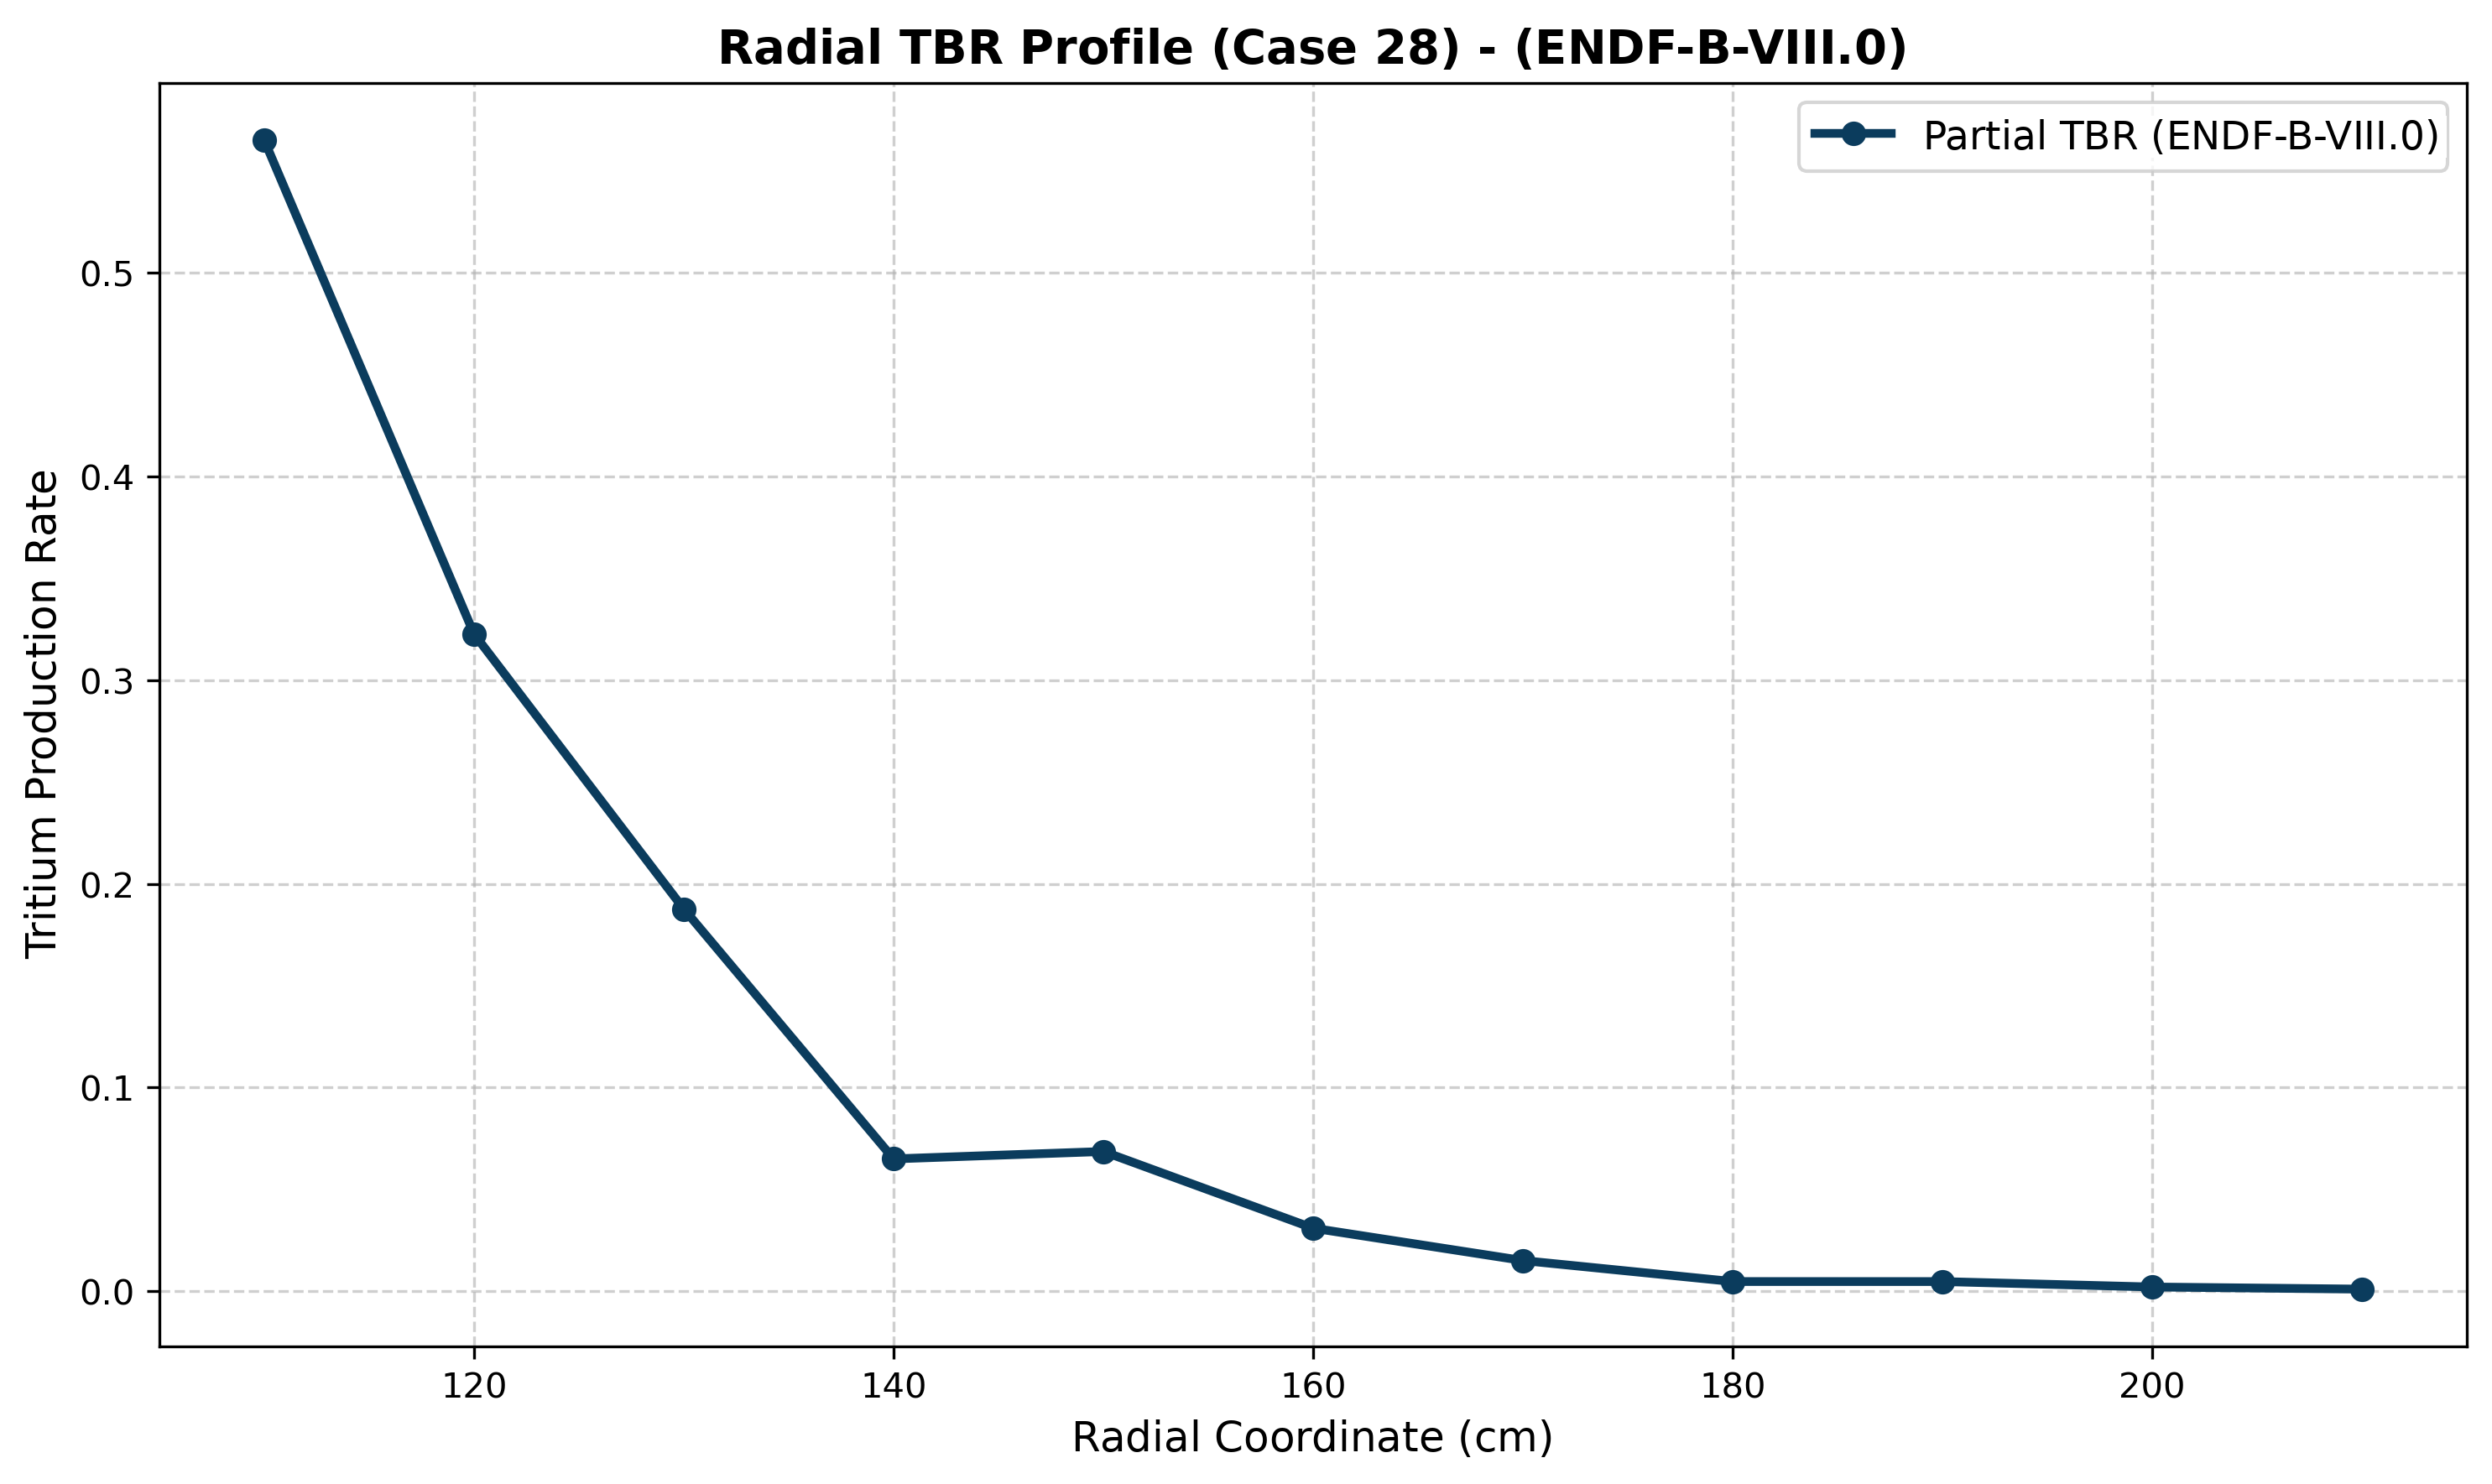 Radial TBR Profile (Case 28) - (ENDF-B-VIII.0)
Partial TBR (ENDF-B-VIII.0)
Tritium Production Rate
0.5
0.4
0.3
0.2
0.1
0.0
120 140 160 180 200
Radial Coordinate (cm)